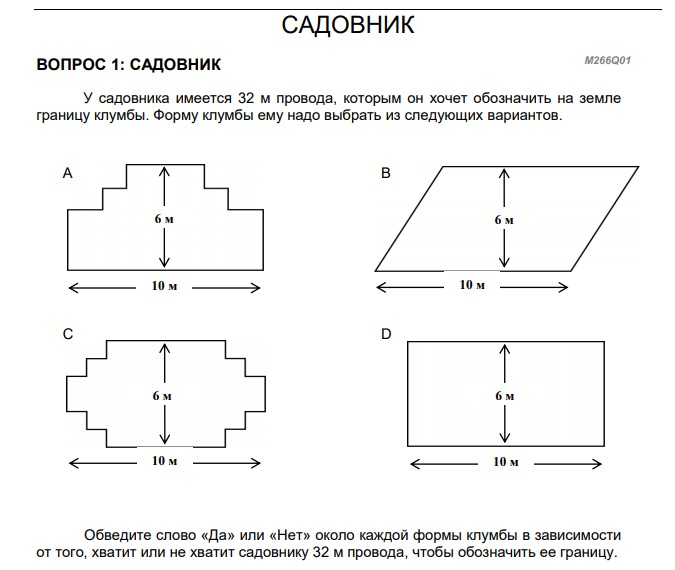 САДОВНИК
ВОПРОС 1: САДОВНИК
M266Q01
У садовника имеется 32 м провода, которым он хочет обозначить на земле
границу клумбы. Форму клумбы ему надо выбрать из следующих вариантов.
A
6 м
10 м
B
6 м
10 м
C
6 м
10 м
D
6 м
10 м
Обведите слово «Да» или «Нет» около каждой формы клумбы в зависимости
от того, хватит или не хватит садовнику 32 м провода, чтобы обозначить ее границу.